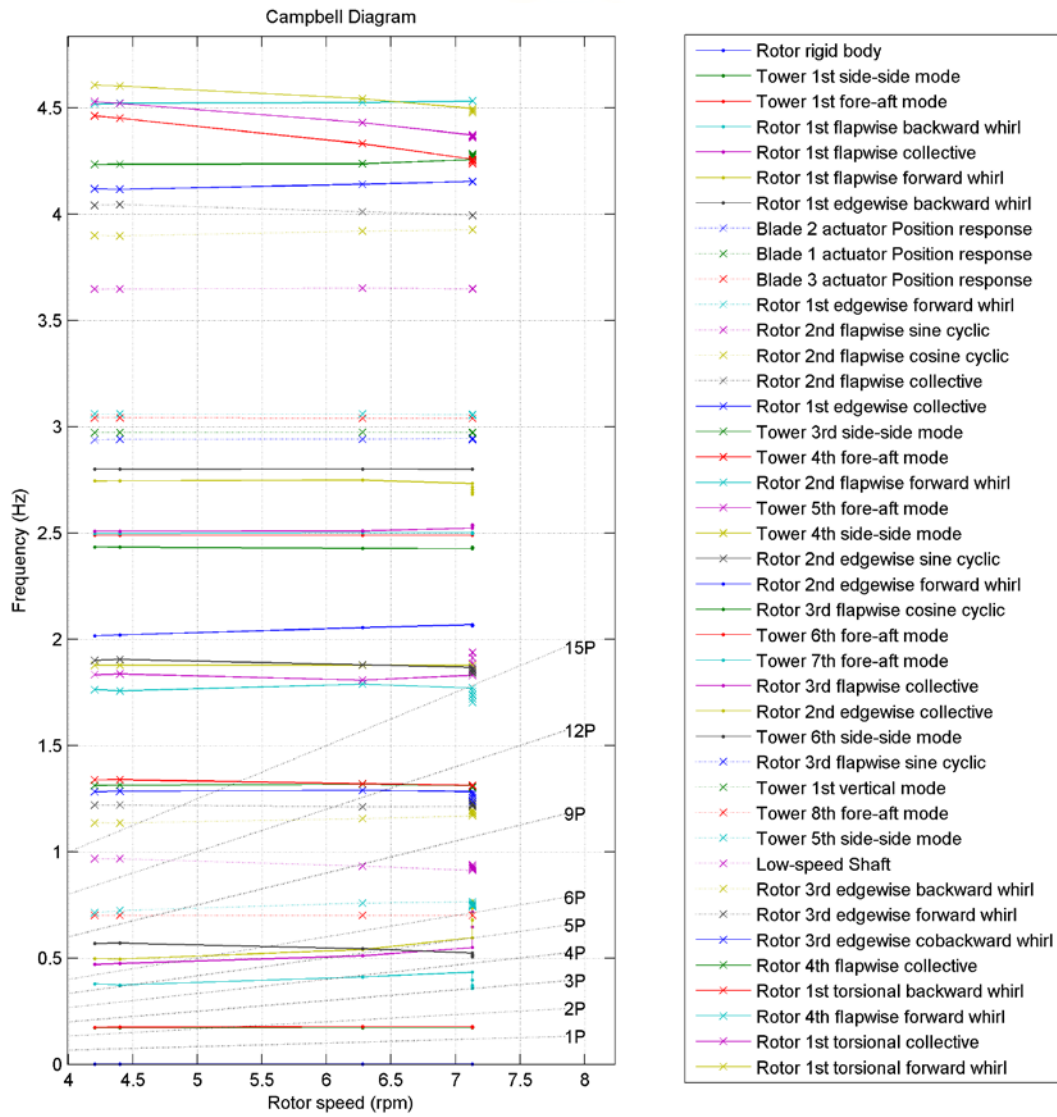 Campbell Diagram
4.5
4
3.5
3
2.5
2
1.5
1
0.5
0
Frequency (Hz)
15P
12P
9P
6P
5P
4P
3P
2P
1P
4 4.5 5 5.5 6 6.5 7 7.5 8
Rotor speed (rpm)
Rotor rigid body
Tower 1st side-side mode
Tower 1st fore-aft mode
Rotor 1st flapwise backward whirl
Rotor 1st flapwise collective
Rotor 1st flapwise forward whirl
Rotor 1st edgewise backward whirl
Blade 2 actuator Position response
Blade 1 actuator Position response
Blade 3 actuator Position response
Rotor 1st edgewise forward whirl
Rotor 2nd flapwise sine cyclic
Rotor 2nd flapwise cosine cyclic
Rotor 2nd flapwise collective
Rotor 1st edgewise collective
Tower 3rd side-side mode
Tower 4th fore-aft mode
Rotor 2nd flapwise forward whirl
Tower 5th fore-aft mode
Tower 4th side-side mode
Rotor 2nd edgewise sine cyclic
Rotor 2nd edgewise forward whirl
Rotor 3rd flapwise cosine cyclic
Tower 6th fore-aft mode
Tower 7th fore-aft mode
Rotor 3rd flapwise collective
Rotor 2nd edgewise collective
Tower 6th side-side mode
Rotor 3rd flapwise sine cyclic
Tower 1st vertical mode
Tower 8th fore-aft mode
Tower 5th side-side mode
Low-speed Shaft
Rotor 3rd edgewise backward whirl
Rotor 3rd edgewise forward whirl
Rotor 3rd edgewise cobackward whirl
Rotor 4th flapwise collective
Rotor 1st torsional backward whirl
Rotor 4th flapwise forward whirl
Rotor 1st torsional collective
Rotor 1st torsional forward whirl